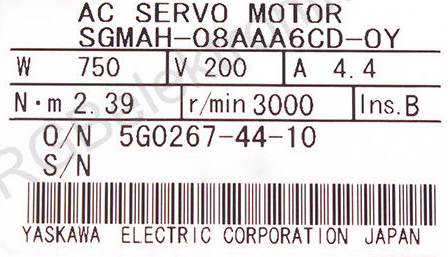 AC SERVO MOTOR
SGMAH-08AAA6CD-0Y
W 750 V 200 A 4.4
N·m 2.39 r/min 3000 Ins.B
O/N 5G0267-44-10
S/N
YASKAWA ELECTRIC CORPORATION JAPAN